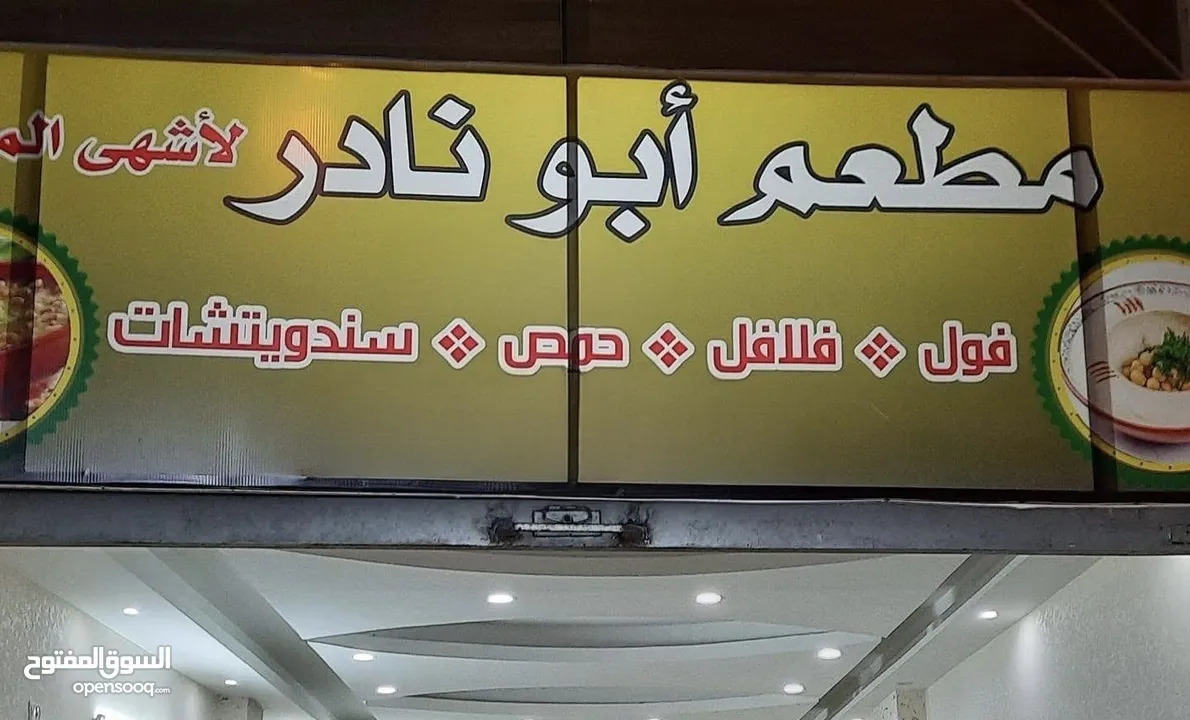 مطعم أبو نادر لأشهى
فول ❖ فلافل ❖ حمص ❖ سندويتشات
السوق المفتوح
opensooq.com